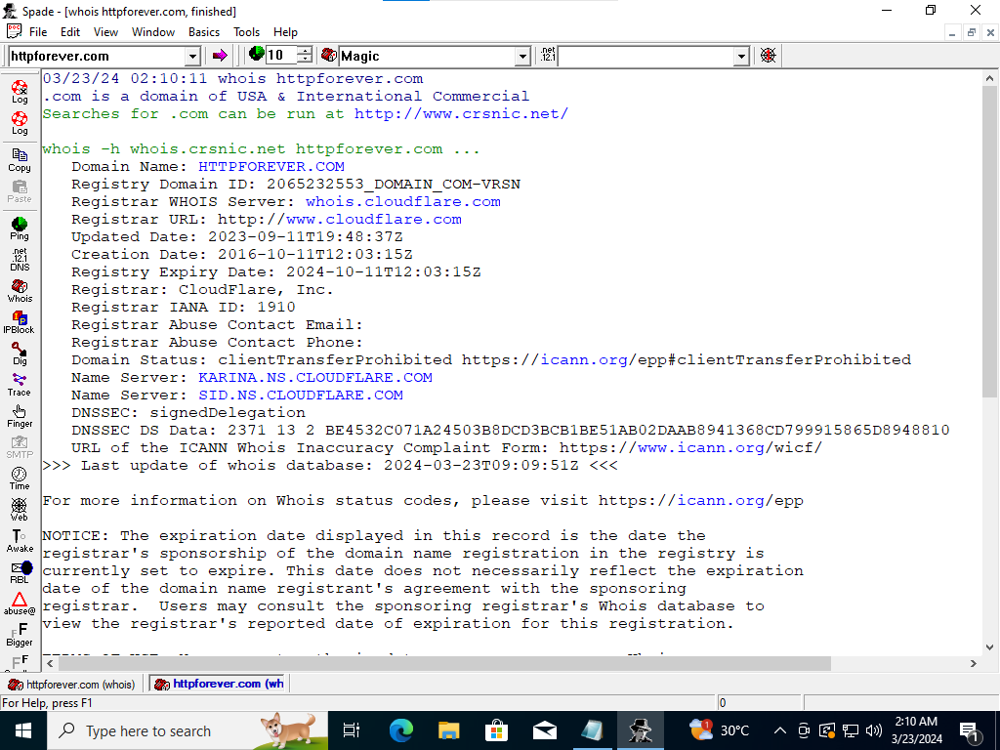 Spade - [whois httpforever.com, finished]
File Edit View Window Basics Tools Help
httpforever.com 10 Magic .net 12.1
03/23/24 02:10:11 whois httpforever.com
.com is a domain of USA & International Commercial
Searches for .com can be run at http://www.crsnic.net/
whois -h whois.crsnic.net httpforever.com ...
Domain Name: HTTPFOREVER.COM
Registry Domain ID: 2065232553_DOMAIN_COM-VRSN
Registrar WHOIS Server: whois.cloudflare.com
Registrar URL: http://www.cloudflare.com
Updated Date: 2023-09-11T19:48:37Z
Creation Date: 2016-10-11T12:03:15Z
Registry Expiry Date: 2024-10-11T12:03:15Z
Registrar: CloudFlare, Inc.
Registrar IANA ID: 1910
Registrar Abuse Contact Email:
Registrar Abuse Contact Phone:
Domain Status: clientTransferProhibited https://icann.org/epp#clientTransferProhibited
Name Server: KARINA.NS.CLOUDFLARE.COM
Name Server: SID.NS.CLOUDFLARE.COM
DNSSEC: signedDelegation
DNSSEC DS Data: 2371 13 2 BE4532C071A24503B8DCD3BCB1BE51AB02DAAB8941368CD799915865D8948810
URL of the ICANN Whois Inaccuracy Complaint Form: https://www.icann.org/wicf/
>>> Last update of whois database: 2024-03-23T09:09:51Z <<<
For more information on Whois status codes, please visit https://icann.org/epp
NOTICE: The expiration date displayed in this record is the date the
registrar's sponsorship of the domain name registration in the registry is
currently set to expire. This date does not necessarily reflect the expiration
date of the domain name registrant's agreement with the sponsoring
registrar.  Users may consult the sponsoring registrar's Whois database to
view the registrar's reported date of expiration for this registration.
Log
Log
Copy
Paste
Ping
.net
12.1
DNS
Whois
IPBlock
Dig
Trace
Finger
SMTP
Time
Web
Awake
RBL
abuse@
Bigger
httpforever.com (whois) httpforever.com (wh
For Help, press F1 0
Type here to search 30°C 2:10 AM
3/23/2024 1